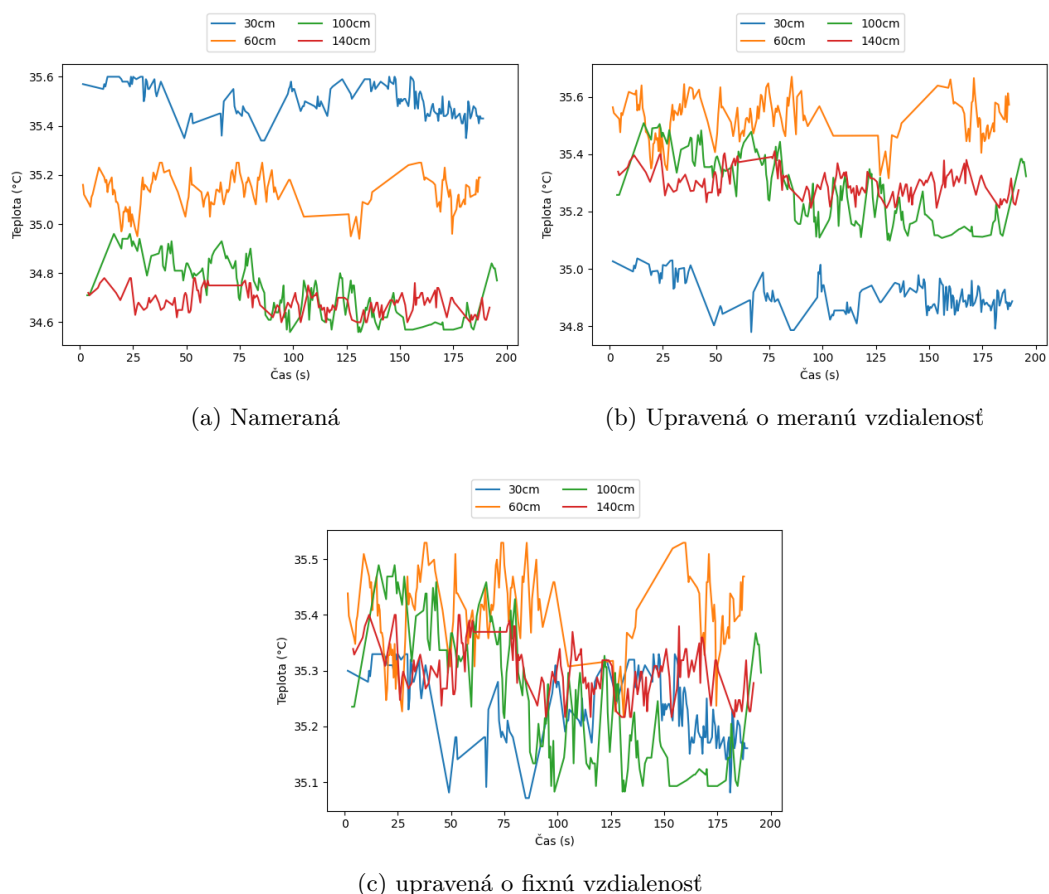 30cm 100cm
60cm 140cm
35.6
35.4
35.2
35.0
34.8
34.6
Teplota (°C)
0 25 50 75 100 125 150 175 200
Čas (s)
(a) Nameraná
30cm 100cm
60cm 140cm
35.6
35.4
35.2
35.0
34.8
Teplota (°C)
0 25 50 75 100 125 150 175 200
Čas (s)
(b) Upravená o meranú vzdialenosť
30cm 100cm
60cm 140cm
35.5
35.4
35.3
35.2
35.1
Teplota (°C)
0 25 50 75 100 125 150 175 200
Čas (s)
(c) upravená o fixnú vzdialenosť